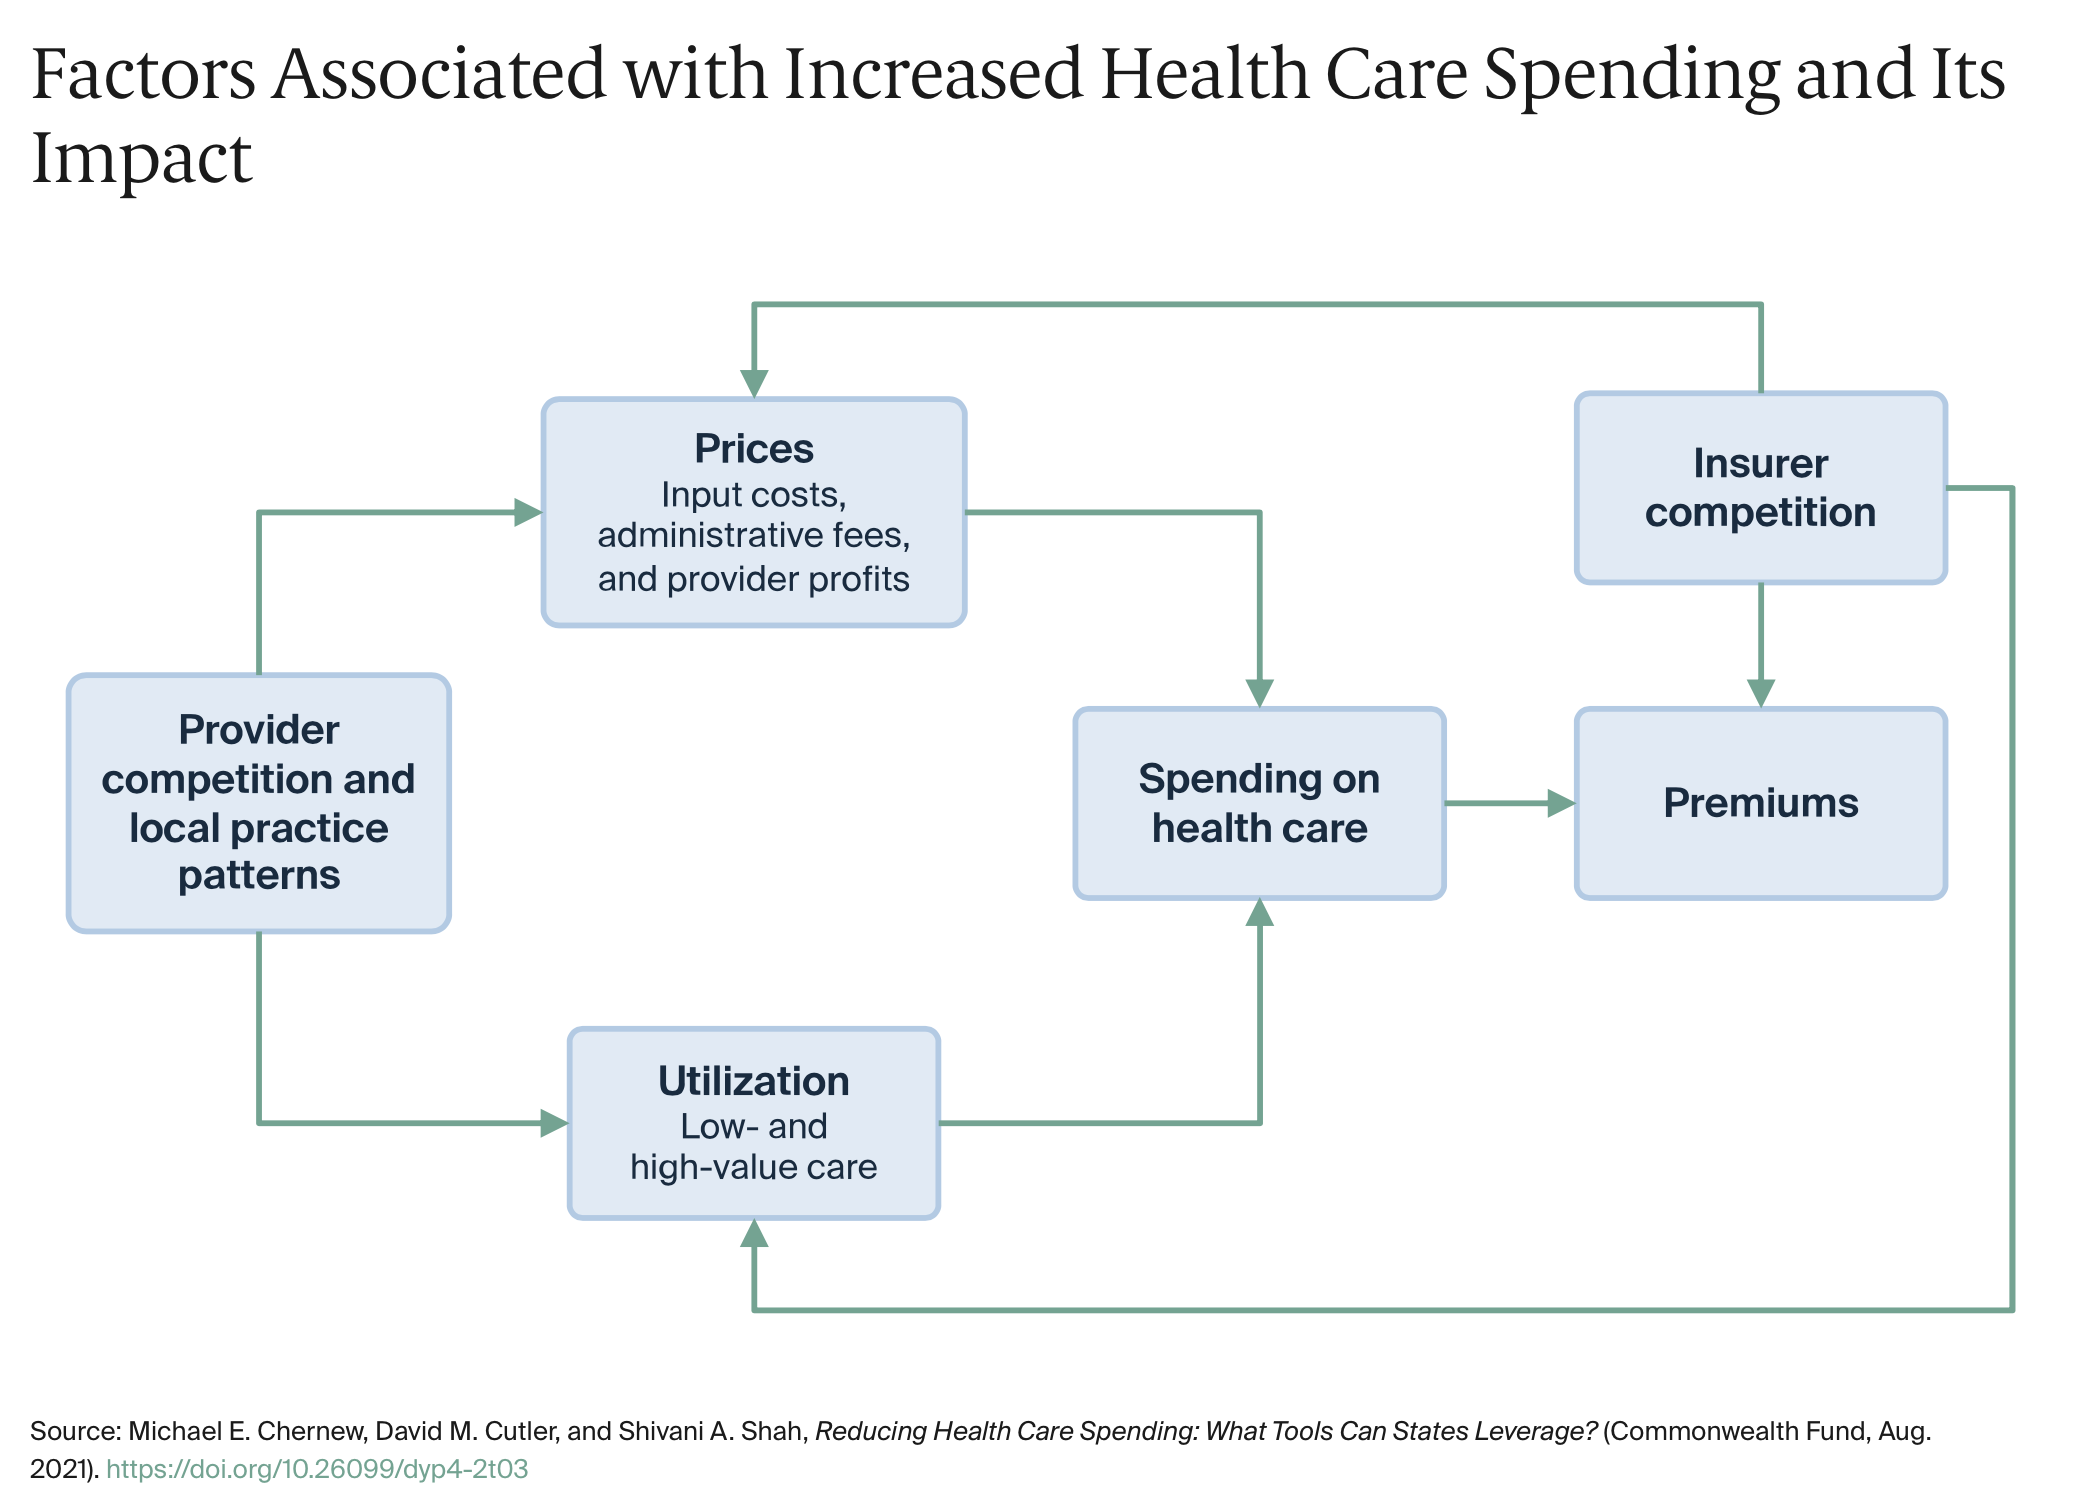 Factors Associated with Increased Health Care Spending and Its
Impact
Prices
Input costs,
administrative fees,
and provider profits
Insurer
competition
Provider
competition and
local practice
patterns
Spending on
health care
Premiums
Utilization
Low- and
high-value care
Source: Michael E. Chernew, David M. Cutler, and Shivani A. Shah, Reducing Health Care Spending: What Tools Can States Leverage? (Commonwealth Fund, Aug.
2021). https://doi.org/10.26099/dyp4-2t03